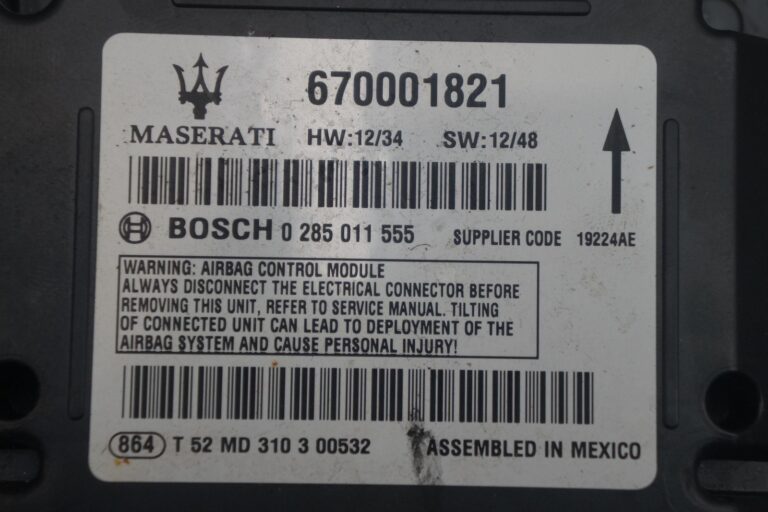 670001821
MASERATI HW:12/34 SW:12/48
BOSCH 0 285 011 555 SUPPLIER CODE 19224AE
WARNING: AIRBAG CONTROL MODULE
ALWAYS DISCONNECT THE ELECTRICAL CONNECTOR BEFORE
REMOVING THIS UNIT, REFER TO SERVICE MANUAL. TILTING
OF CONNECTED UNIT CAN LEAD TO DEPLOYMENT OF THE
AIRBAG SYSTEM AND CAUSE PERSONAL INJURY!
864 T 52 MD 310 3 00532 ASSEMBLED IN MEXICO